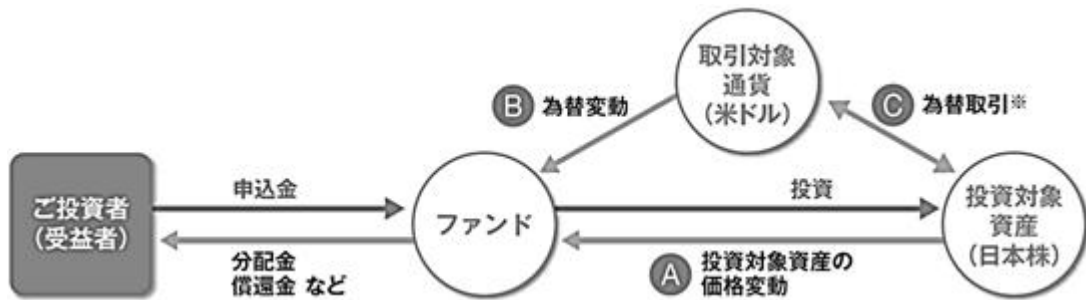 取引対象
通貨
（米ドル）
B 為替変動
C 為替取引※
ご投資者
（受益者）
申込金
ファンド
投資
投資対象
資産
（日本株）
分配金
償還金 など
A 投資対象資産の
価格変動